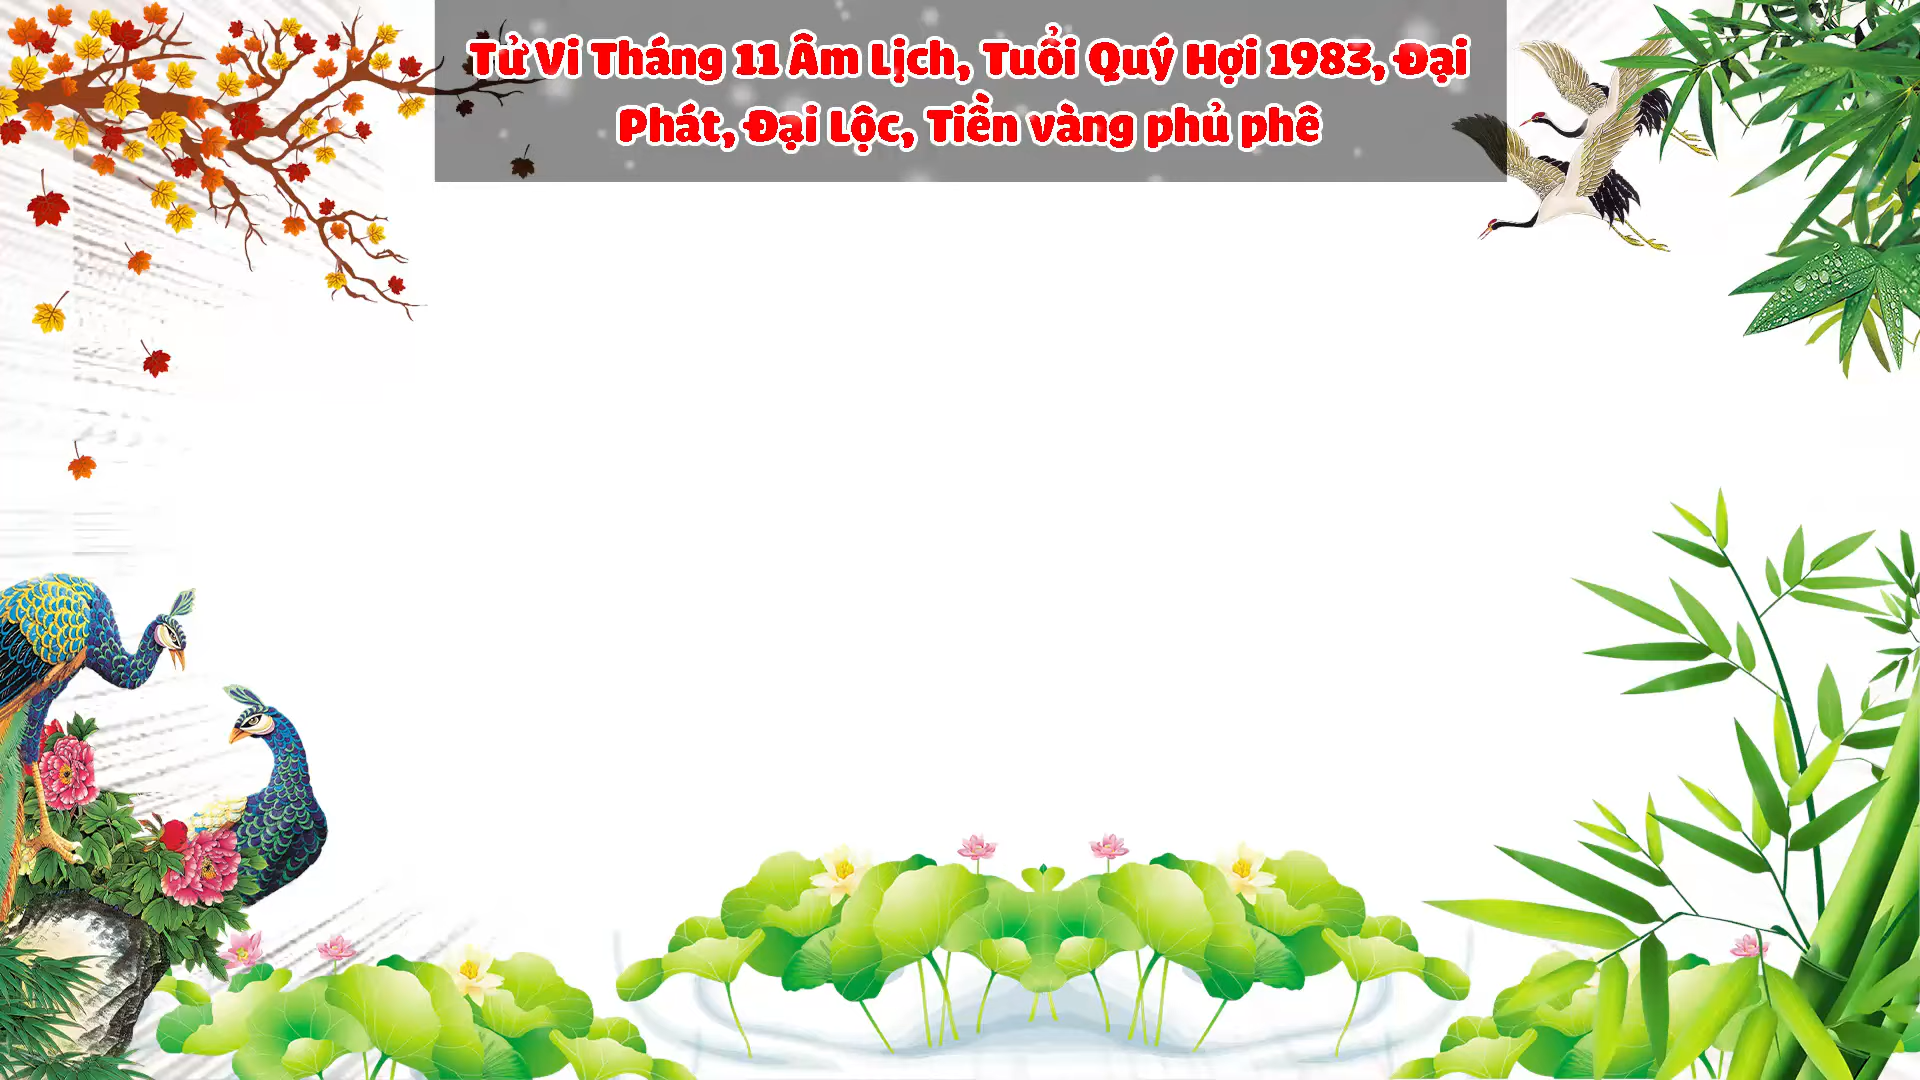 Tử Vi Tháng 11 Âm Lịch, Tuổi Quý Hợi 1983, Đại
Phát, Đại Lộc, Tiền vàng phủ phê